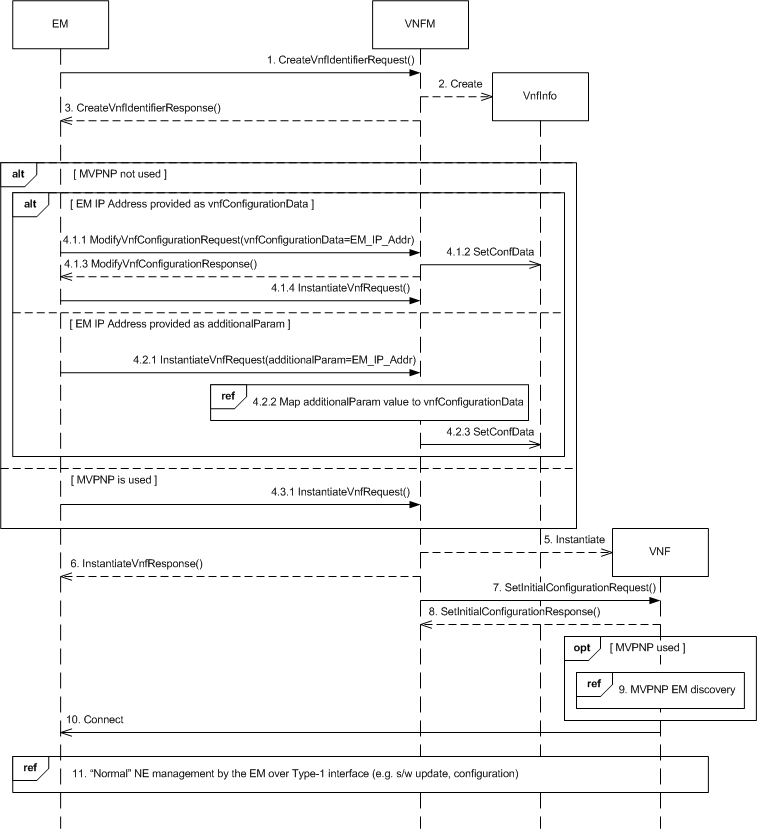 EM
VNFM
1. CreateVnfIdentifierRequest()
2. Create
VnfInfo
3. CreateVnfIdentifierResponse()
alt
[ MVPNP not used ]
alt
[ EM IP Address provided as vnfConfigurationData ]
4.1.1 ModifyVnfConfigurationRequest(vnfConfigurationData=EM_IP_Addr)
4.1.2 SetConfData
4.1.3 ModifyVnfConfigurationResponse()
4.1.4 InstantiateVnfRequest()
[ EM IP Address provided as additionalParam ]
4.2.1 InstantiateVnfRequest(additionalParam=EM_IP_Addr)
ref
4.2.2 Map additionalParam value to vnfConfigurationData
4.2.3 SetConfData
[ MVPNP is used ]
4.3.1 InstantiateVnfRequest()
5. Instantiate
VNF
6. InstantiateVnfResponse()
7. SetInitialConfigurationRequest()
8. SetInitialConfigurationResponse()
opt
[ MVPNP used ]
ref
9. MVPNP EM discovery
10. Connect
ref
11. “Normal” NE management by the EM over Type-1 interface (e.g. s/w update, configuration)